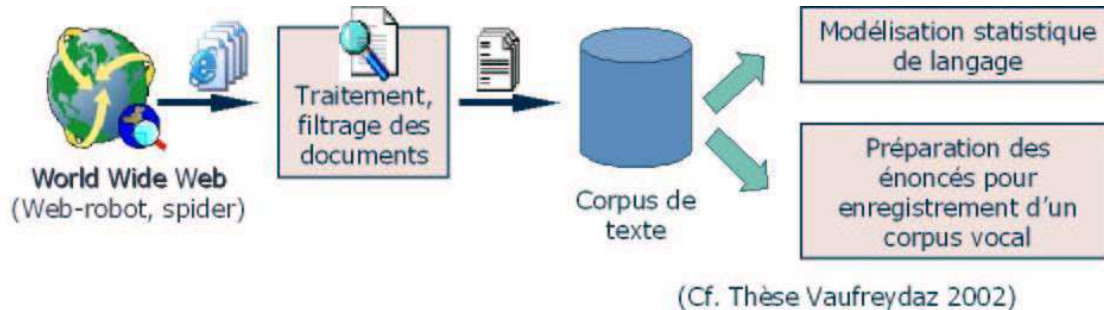 World Wide Web
(Web-robot, spider)
Traitement,
filtrage des
documents
Corpus de
texte
Modélisation statistique
de langage
Préparation des
énoncés pour
enregistrement d'un
corpus vocal
(Cf. Thèse Vaufreydaz 2002)